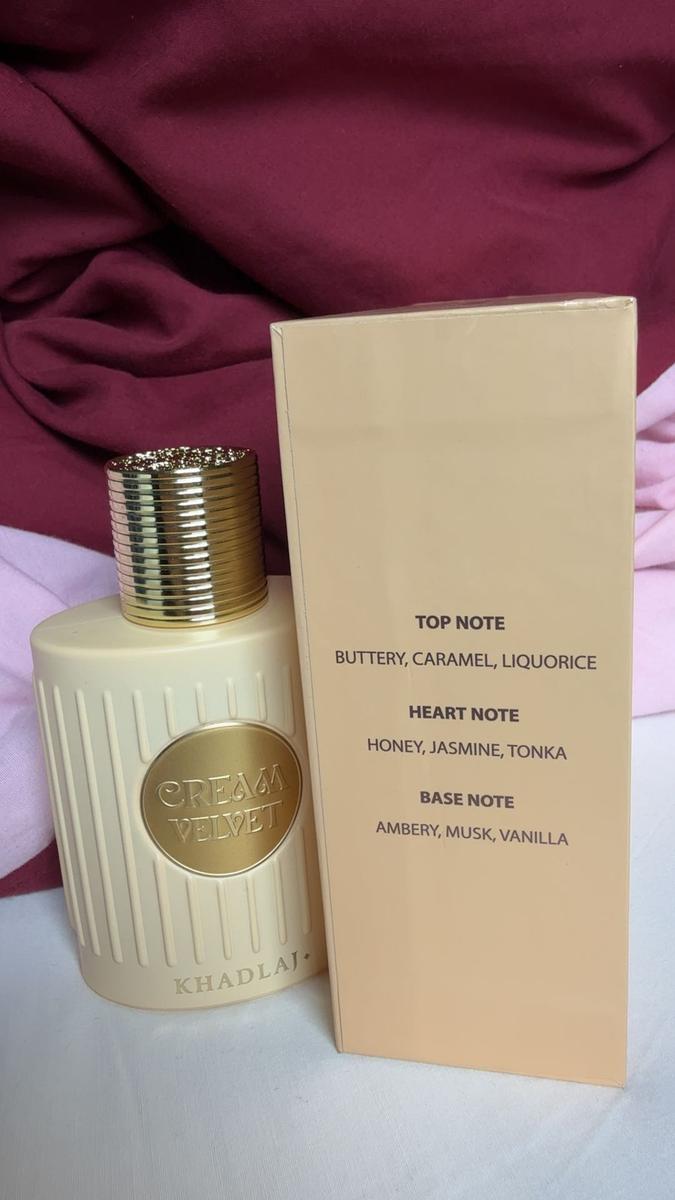 CREAM
VELVET
KHADLAJ
TOP NOTE
BUTTERY, CARAMEL, LIQUORICE
HEART NOTE
HONEY, JASMINE, TONKA
BASE NOTE
AMBERY, MUSK, VANILLA